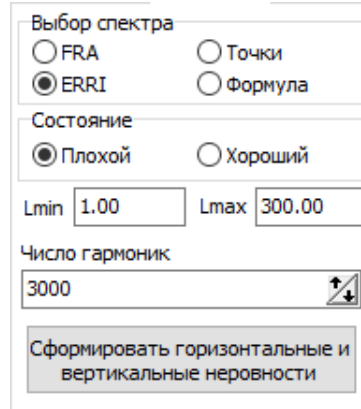 Выбор спектра
FRA Точки
ERRI Формула
Состояние
Плохой Хороший
Lmin 1.00 Lmax 300.00
Число гармоник
3000
Сформировать горизонтальные и
вертикальные неровности